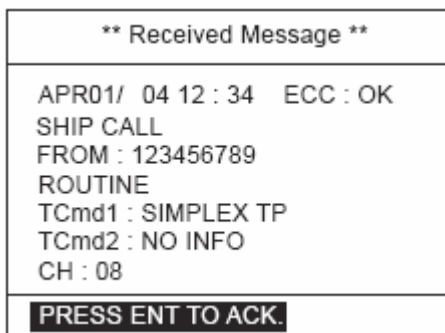 ** Received Message **
APR01/ 04 12 : 34 ECC : OK
SHIP CALL
FROM : 123456789
ROUTINE
TCmd1 : SIMPLEX TP
TCmd2 : NO INFO
CH : 08
PRESS ENT TO ACK.